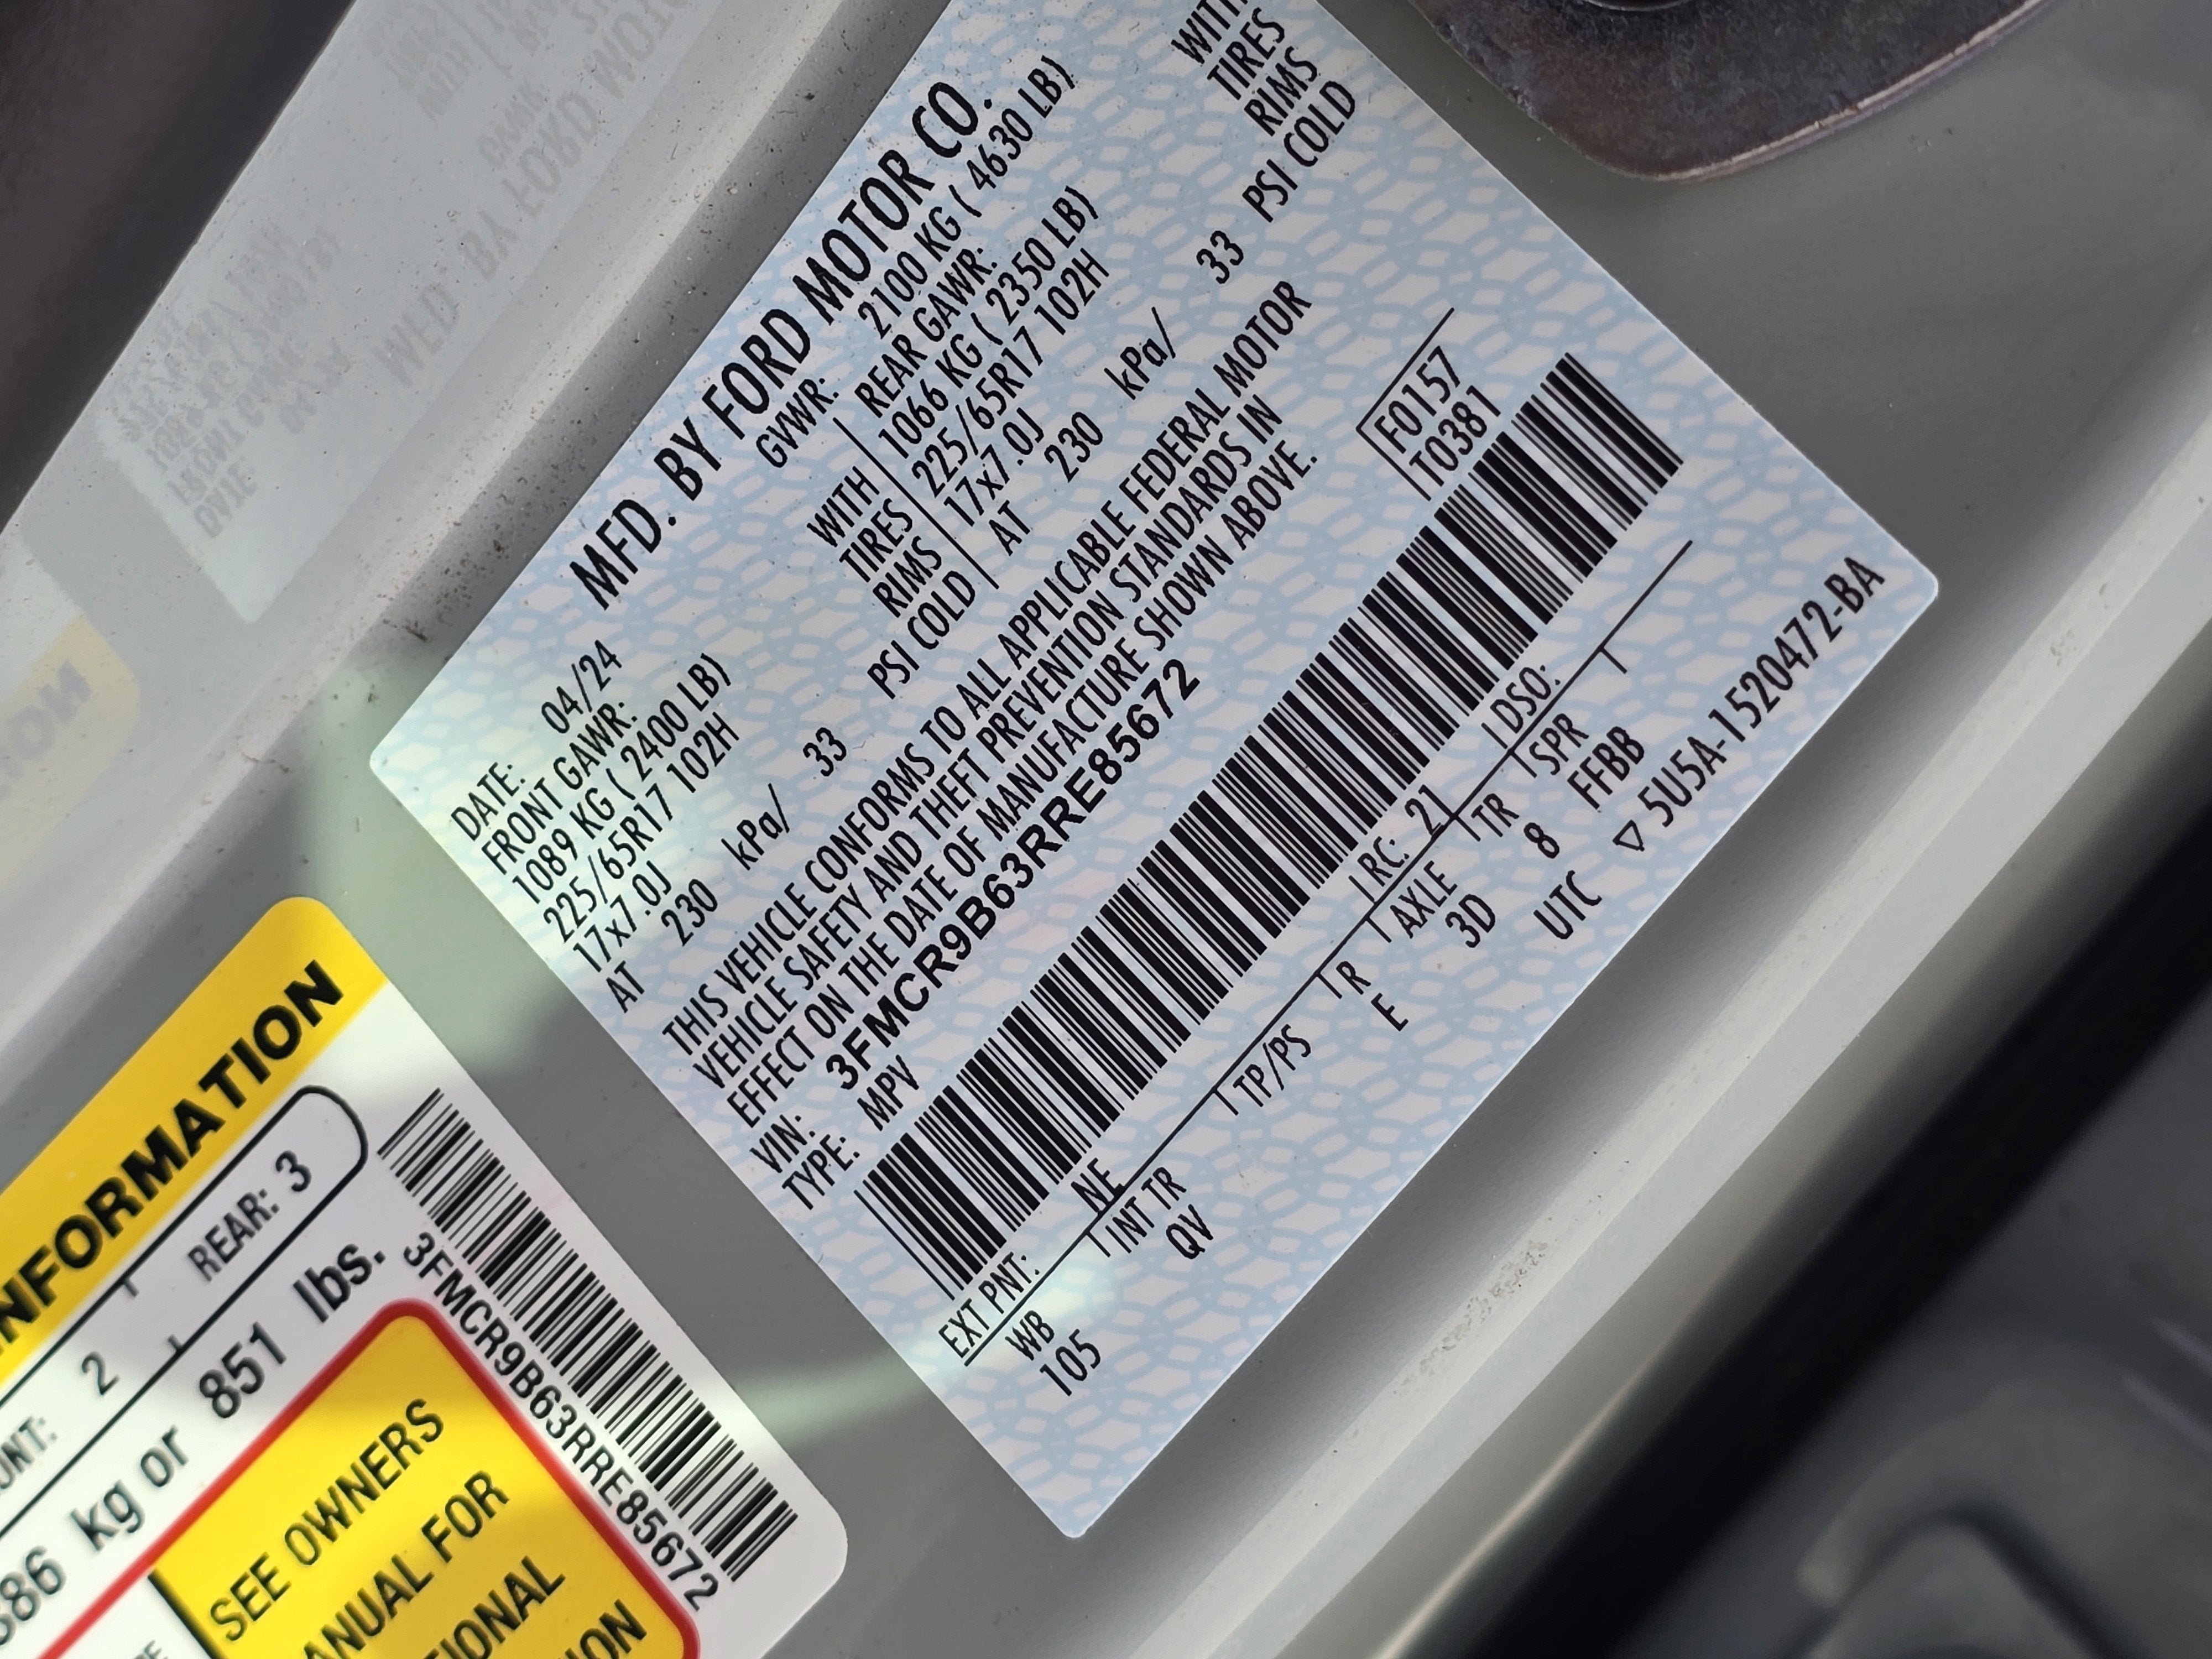 MFD. BY FORD MOTOR CO.
DATE: 04/24 GVWR: 2100 KG ( 4630 LB)
FRONT GAWR: REAR GAWR:
1089 KG ( 2400 LB) WITH 1066 KG ( 2350 LB) WITH
225/65R17 102H TIRES 225/65R17 102H TIRES
17x7.0J RIMS 17x7.0J RIMS
AT 230 kPa/ 33 PSI COLD AT 230 kPa/ 33 PSI COLD
THIS VEHICLE CONFORMS TO ALL APPLICABLE FEDERAL MOTOR
VEHICLE SAFETY AND THEFT PREVENTION STANDARDS IN
EFFECT ON THE DATE OF MANUFACTURE SHOWN ABOVE.
VIN: 3FMCR9B63RRE85672 F0157
TYPE: MPV T0381
EXT PNT: NE RC: 21 DSO:
WB INT TR TP/PS R AXLE TR SPR
105 QV E 3D 8 FFBB
UTC ▽ 5U5A-1520472-BA
NFORMATION
2 REAR: 3
kg or 851 lbs.
SEE OWNERS
FOR
3FMCR9B63RRE85672